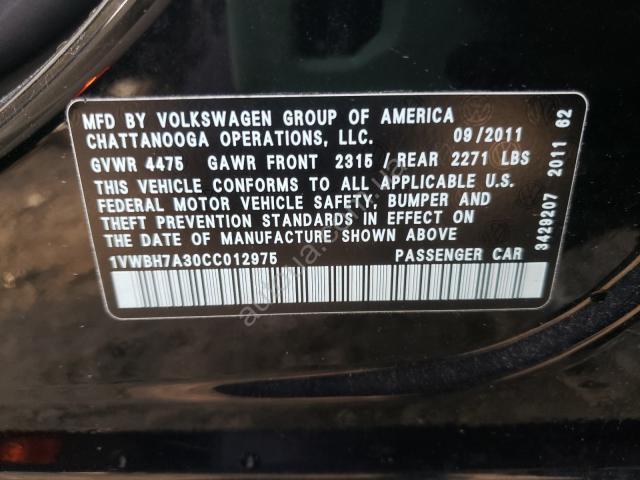 MFD BY VOLKSWAGEN GROUP OF AMERICA
CHATTANOOGA OPERATIONS, LLC. 09/2011
GVWR 4475 GAWR FRONT 2315 / REAR 2271 LBS
THIS VEHICLE CONFORMS TO ALL APPLICABLE U.S.
FEDERAL MOTOR VEHICLE SAFETY, BUMPER AND
THEFT PREVENTION STANDARDS IN EFFECT ON
THE DATE OF MANUFACTURE SHOWN ABOVE
1VWBH7A30CC012975 PASSENGER CAR
3429207 2011 62